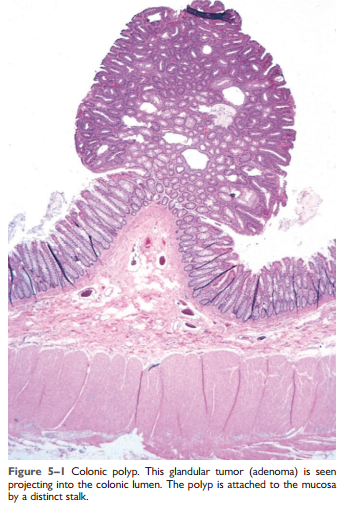 Figure 5–1 Colonic polyp. This glandular tumor (adenoma) is seen
projecting into the colonic lumen. The polyp is attached to the mucosa
by a distinct stalk.